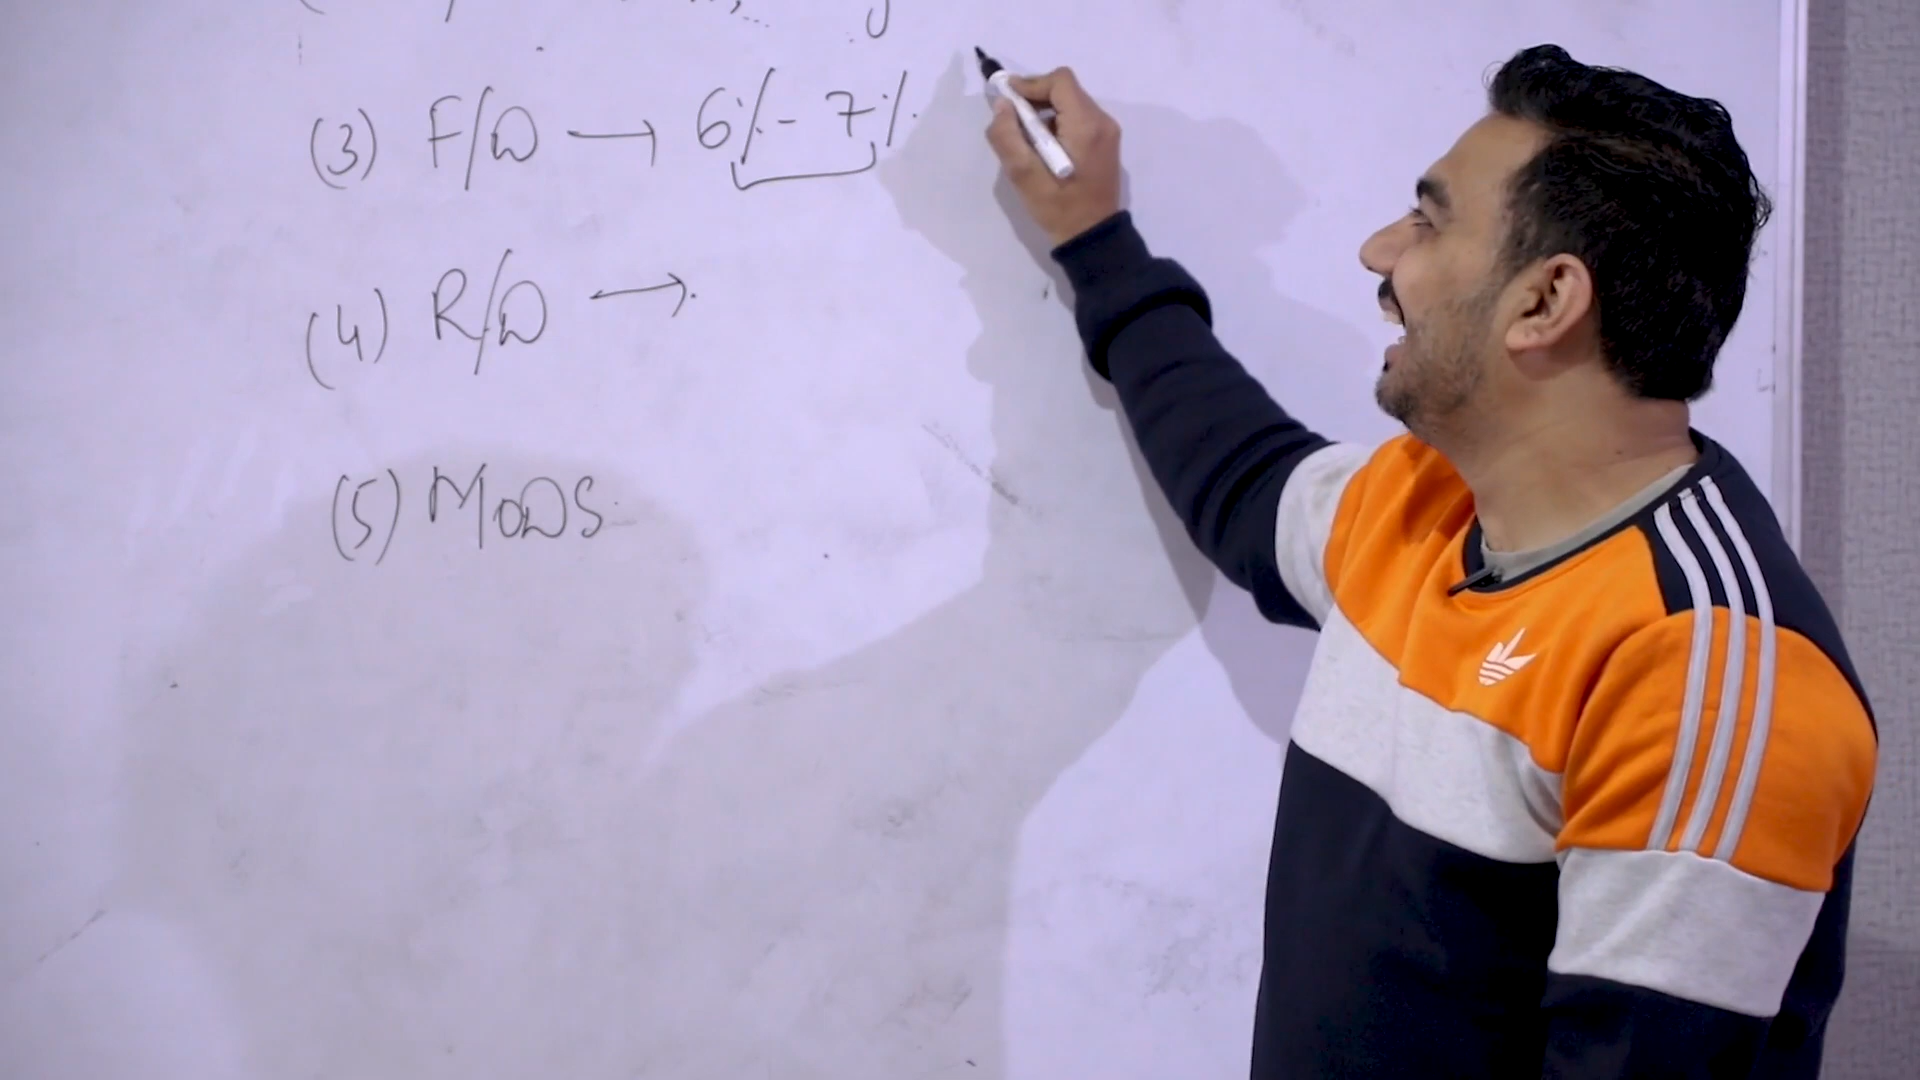 (3) F/D → 6% - 7%
(4) R/D →
(5) MODS